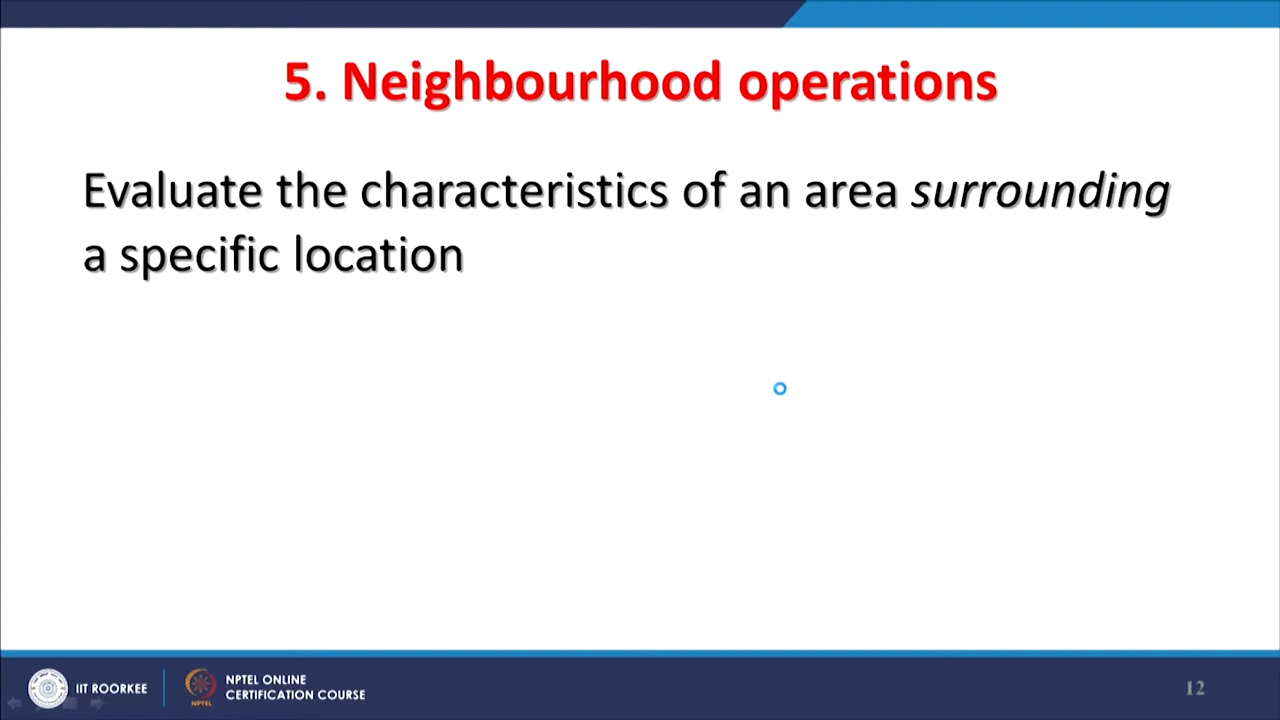 5. Neighbourhood operations
Evaluate the characteristics of an area surrounding
a specific location
IIT ROORKEE
NPTEL
NPTEL ONLINE
CERTIFICATION COURSE
12